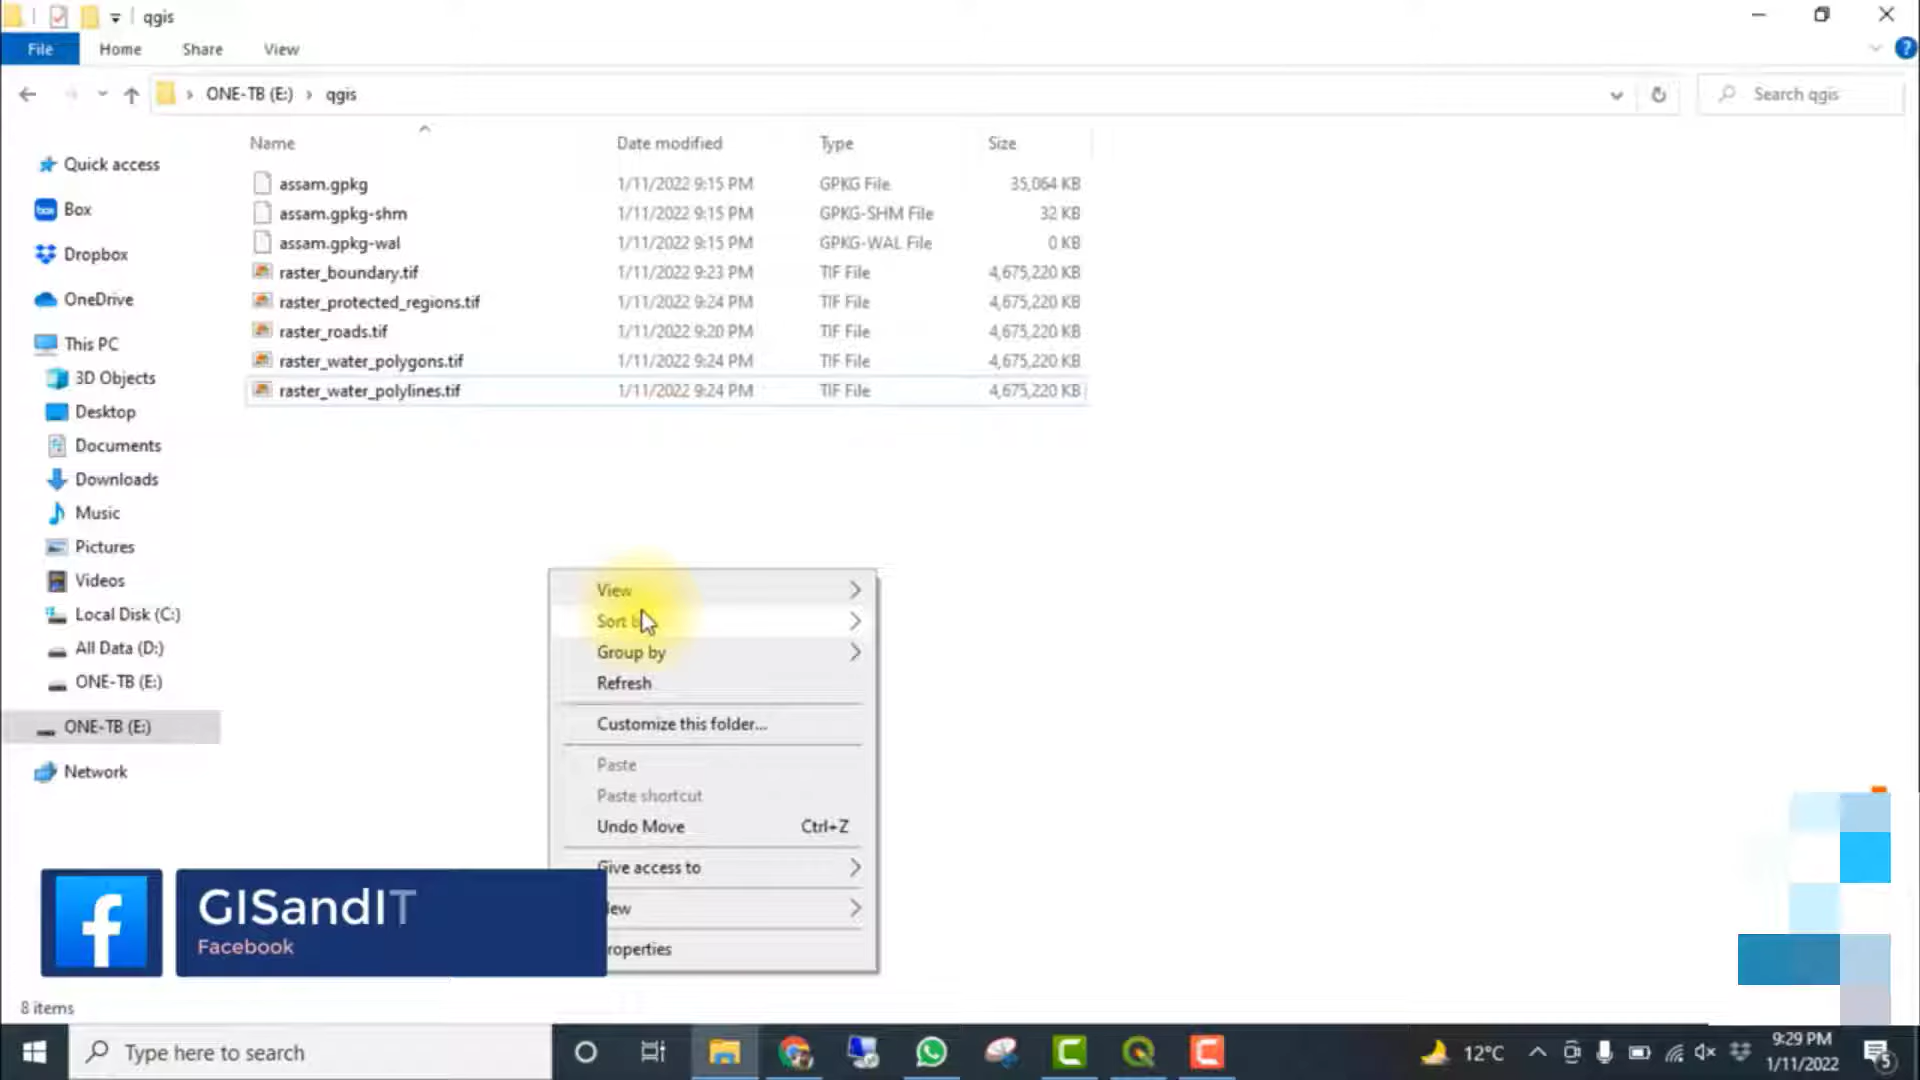 qgis
File Home Share View
ONE-TB (E:) › qgis
Search qgis
Name Date modified Type Size
Quick access
Box
Dropbox
OneDrive
This PC
3D Objects
Desktop
Documents
Downloads
Music
Pictures
Videos
Local Disk (C:)
All Data (D:)
ONE-TB (E:)
ONE-TB (E:)
Network
assam.gpkg 1/11/2022 9:15 PM GPKG File 35,064 KB
assam.gpkg-shm 1/11/2022 9:15 PM GPKG-SHM File 32 KB
assam.gpkg-wal 1/11/2022 9:15 PM GPKG-WAL File 0 KB
raster_boundary.tif 1/11/2022 9:23 PM TIF File 4,675,220 KB
raster_protected_regions.tif 1/11/2022 9:24 PM TIF File 4,675,220 KB
raster_roads.tif 1/11/2022 9:20 PM TIF File 4,675,220 KB
raster_water_polygons.tif 1/11/2022 9:24 PM TIF File 4,675,220 KB
raster_water_polylines.tif 1/11/2022 9:24 PM TIF File 4,675,220 KB
View
Sort
Group by
Refresh
Customize this folder...
Paste
Paste shortcut
Undo Move Ctrl+Z
Give access to
GISandIT
Facebook
8 items
Type here to search
12°C
9:29 PM
1/11/2022
5